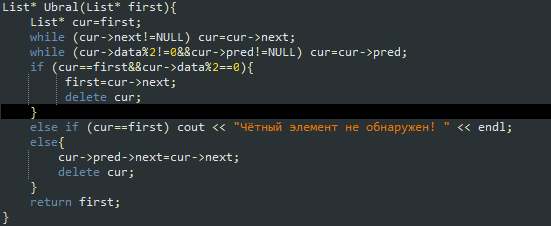 List* Ubral(List* first){
List* cur=first;
while (cur->next!=NULL) cur=cur->next;
while (cur->data%2!=0&&cur->pred!=NULL) cur=cur->pred;
if (cur==first&&cur->data%2==0){
first=cur->next;
delete cur;
}
else if (cur==first) cout << "Чётный элемент не обнаружен! " << endl;
else{
cur->pred->next=cur->next;
delete cur;
}
return first;
}